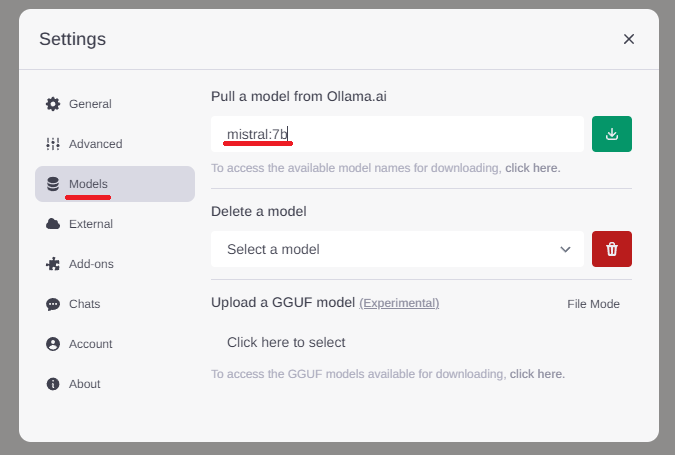 Settings
General
Advanced
Models
External
Add-ons
Chats
Account
About
Pull a model from Ollama.ai
mistral:7b
To access the available model names for downloading, click here.
Delete a model
Select a model
Upload a GGUF model (Experimental)
File Mode
Click here to select
To access the GGUF models available for downloading, click here.